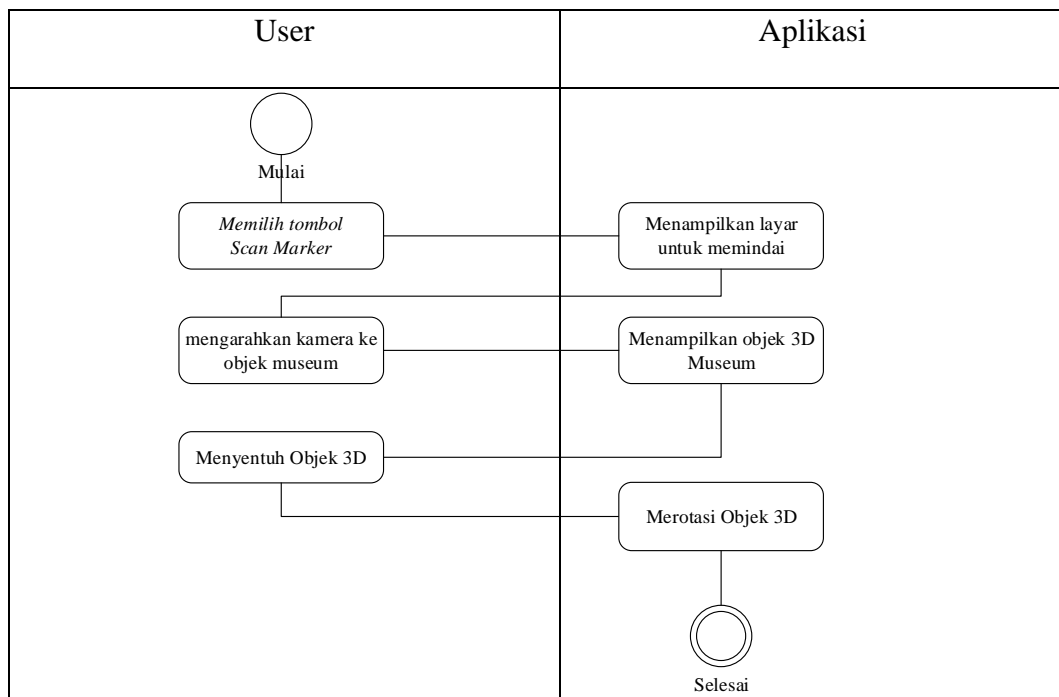 User
Aplikasi
Mulai
Memilih tombol
Scan Marker
Menampilkan layar
untuk memindai
mengarahkan kamera ke
objek museum
Menampilkan objek 3D
Museum
Menyentuh Objek 3D
Merotasi Objek 3D
Selesai